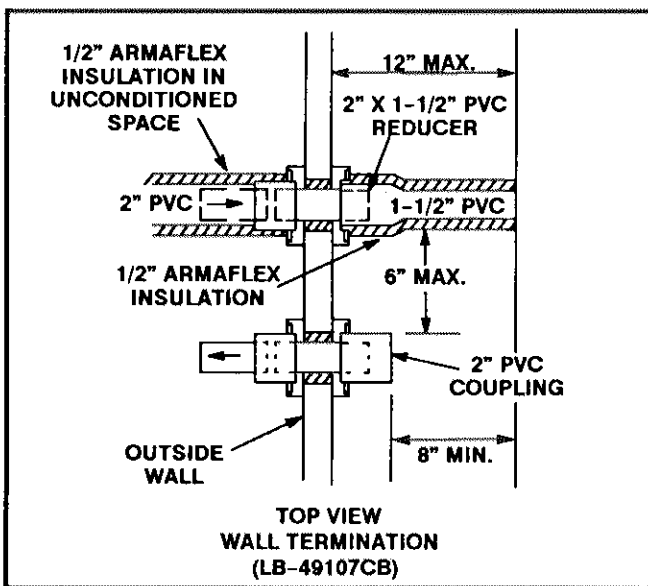 1/2" ARMAFLEX
INSULATION IN
UNCONDITIONED
SPACE
12" MAX.
2" X 1-1/2" PVC
REDUCER
2" PVC
1-1/2" PVC
1/2" ARMAFLEX
INSULATION
6" MAX.
2" PVC
COUPLING
OUTSIDE
WALL
8" MIN.
TOP VIEW
WALL TERMINATION
(LB-49107CB)